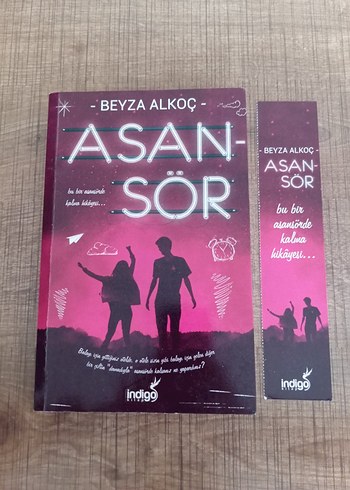 - BEYZA ALKOÇ -
ASAN-
SÖR
bu bir asansörde
kalma hikâyesi...
indigo
kitap
- BEYZA ALKOÇ -
ASAN-
SÖR
bu bir
asansörde
kalma
hikâyesi...
indigo